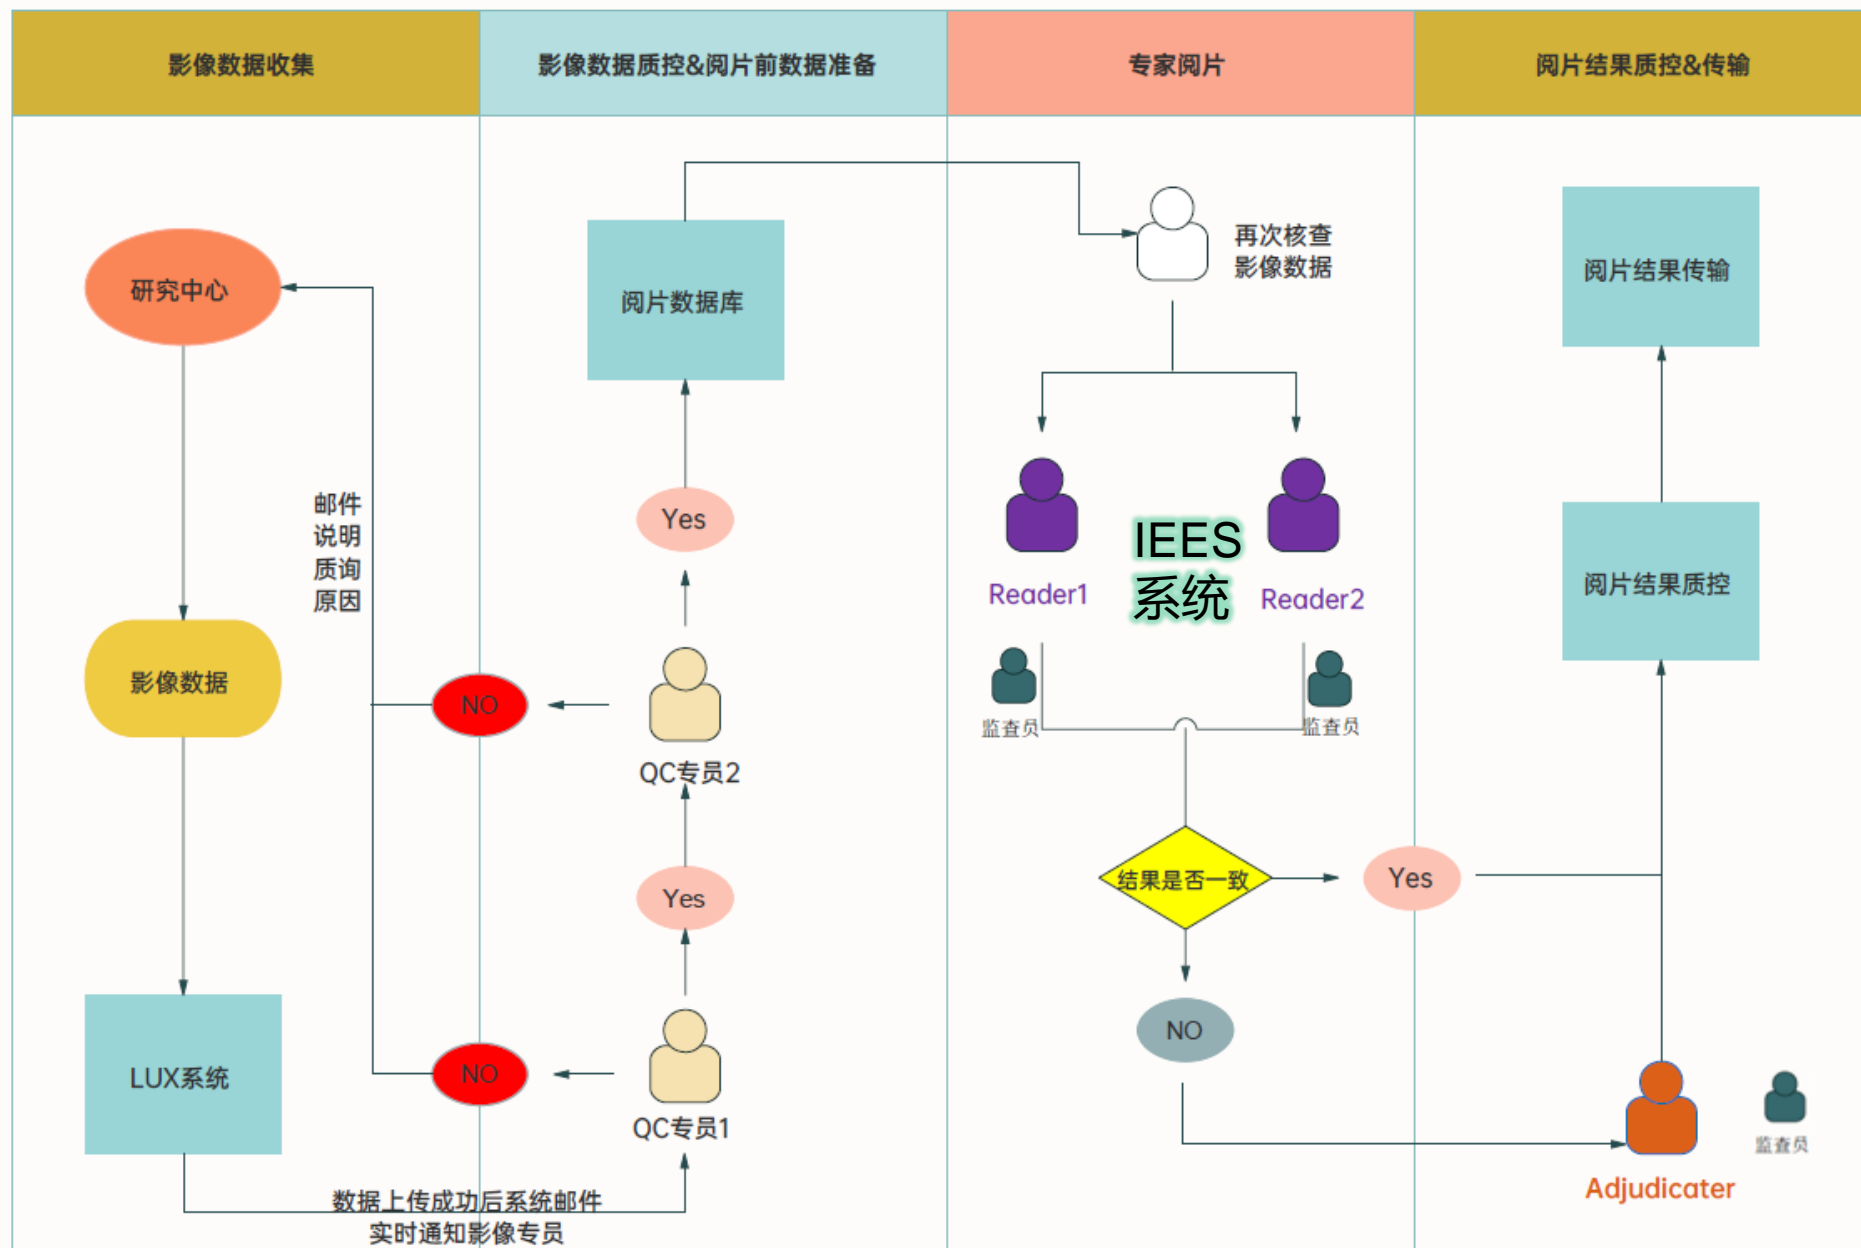 影像数据收集
影像数据质控&阅片前数据准备
专家阅片
阅片结果质控&传输
研究中心
邮件
说明
质询
原因
影像数据
LUX系统
数据上传成功后系统邮件
实时通知影像专员
阅片数据库
Yes
NO
QC专员2
Yes
NO
QC专员1
再次核查
影像数据
Reader1
IEES
系统
Reader2
监查员
监查员
结果是否一致
Yes
NO
阅片结果传输
阅片结果质控
监查员
Adjudicater